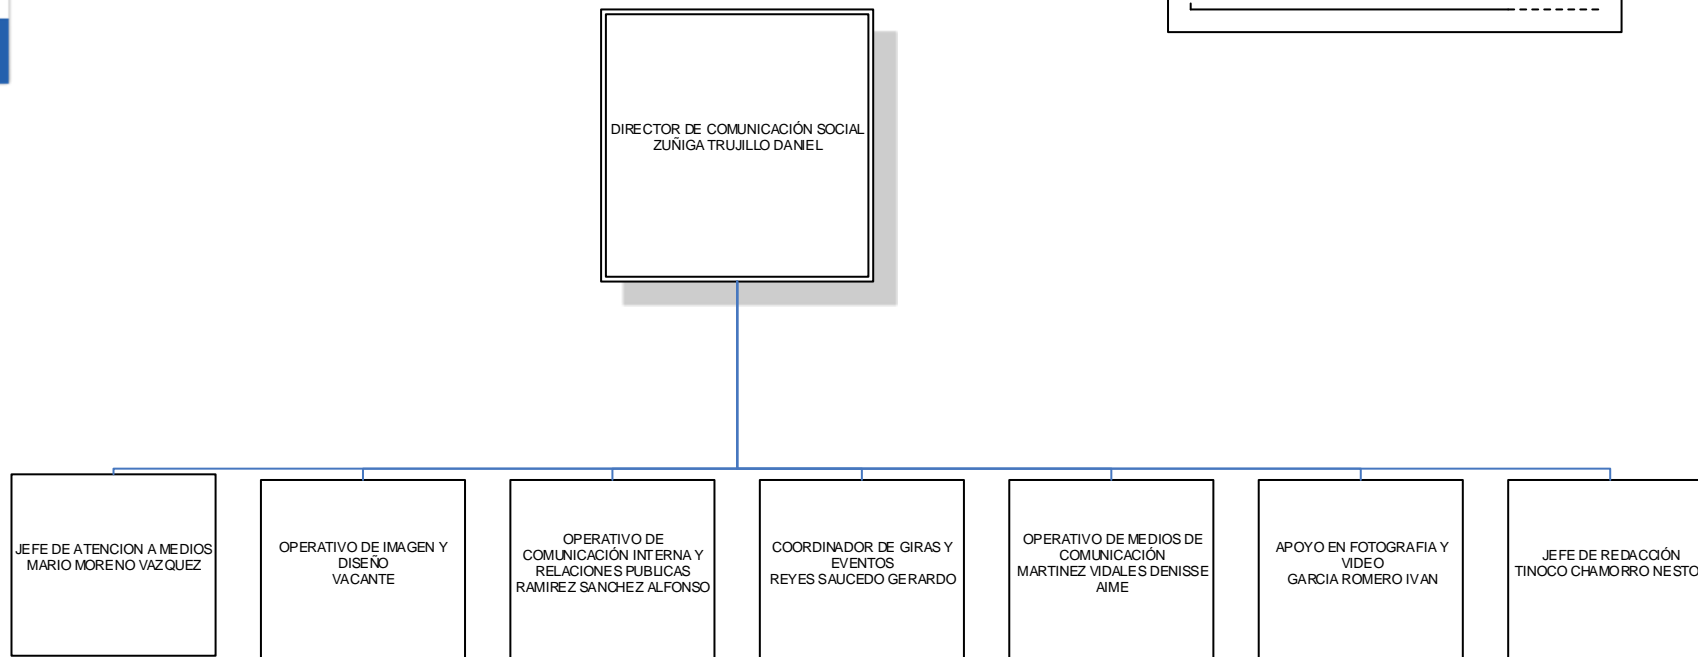 DIRECTOR DE COMUNICACIÓN SOCIAL
ZUÑIGA TRUJILLO DANIEL
JEFE DE ATENCION A MEDIOS
MARIO MORENO VAZQUEZ
OPERATIVO DE IMAGEN Y
DISEÑO
VACANTE
OPERATIVO DE
COMUNICACIÓN INTERNA Y
RELACIONES PUBLICAS
RAMIREZ SANCHEZ ALFONSO
COORDINADOR DE GIRAS Y
EVENTOS
REYES SAUCEDO GERARDO
OPERATIVO DE MEDIOS DE
COMUNICACIÓN
MARTINEZ VIDALES DENISSE
AIME
APOYO EN FOTOGRAFIA Y
VIDEO
GARCIA ROMERO IVAN
JEFE DE REDACCIÓN
TINOCO CHAMORRO